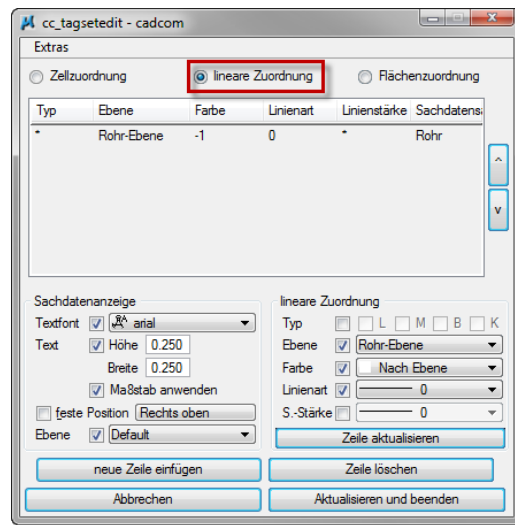 cc_tagsetedit - cadcom
Extras
Zellzuordnung lineare Zuordnung Flächenzuordnung
Typ Ebene Farbe Linienart Linienstärke Sachdatens
* Rohr-Ebene -1 0 * Rohr
^
v
Sachdatenanzeige lineare Zuordnung
Textfont arial Typ L M B K
Text Höhe 0.250 Ebene Rohr-Ebene
Breite 0.250 Farbe Nach Ebene
Maßstab anwenden Linienart 0
feste Position Rechts oben S.-Stärke 0
Ebene Default Zeile aktualisieren
neue Zeile einfügen Zeile löschen
Abbrechen Aktualisieren und beenden